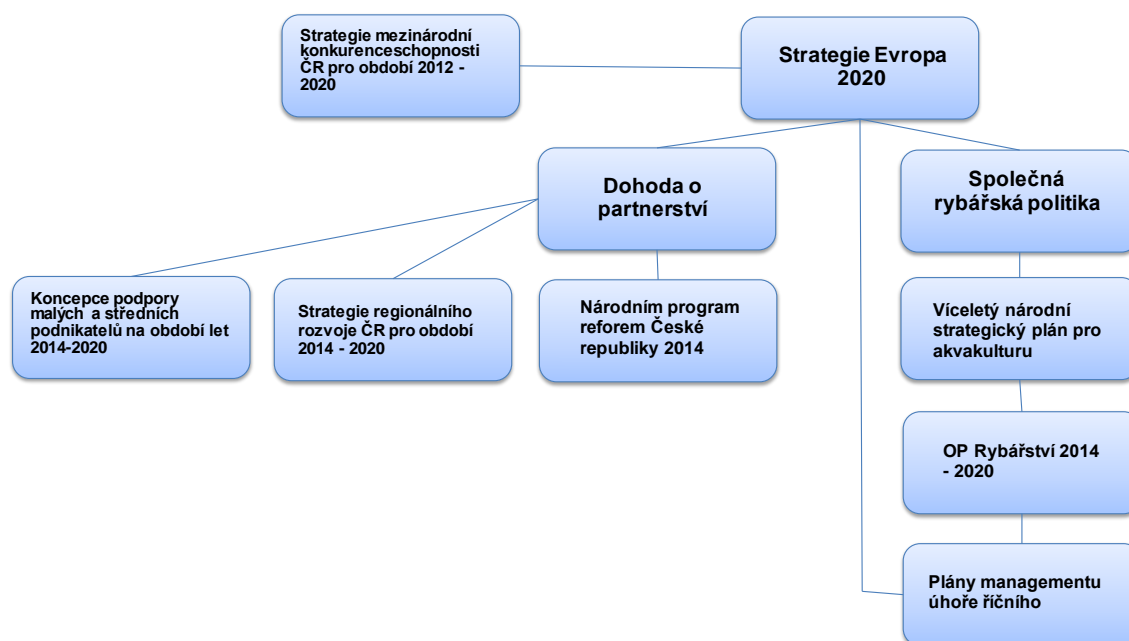 Strategie mezinárodní
konkurenceschopnosti
ČR pro období 2012 -
2020
Strategie Evropa
2020
Dohoda o
partnerství
Společná
rybářská politika
Koncepce podpory
malých a středních
podnikatelů na období let
2014-2020
Strategie regionálního
rozvoje ČR pro období
2014 - 2020
Národním program
reforem České
republiky 2014
Víceletý národní
strategický plán pro
akvakulturu
OP Rybářství 2014
- 2020
Plány managementu
úhoře říčního